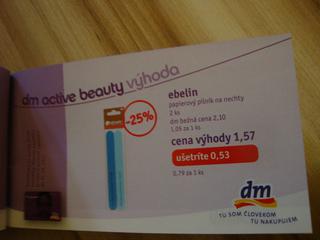 dm active beauty výhoda
ebelin
papierový pilník na nechty
2 ks
dm bežná cena 2,10
1,05 za 1 ks
-25%
cena výhody 1,57
ušetríte 0,53
0,79 za 1 ks
dm
TU SOM ČLOVEKOM
TU NAKUPUJEM